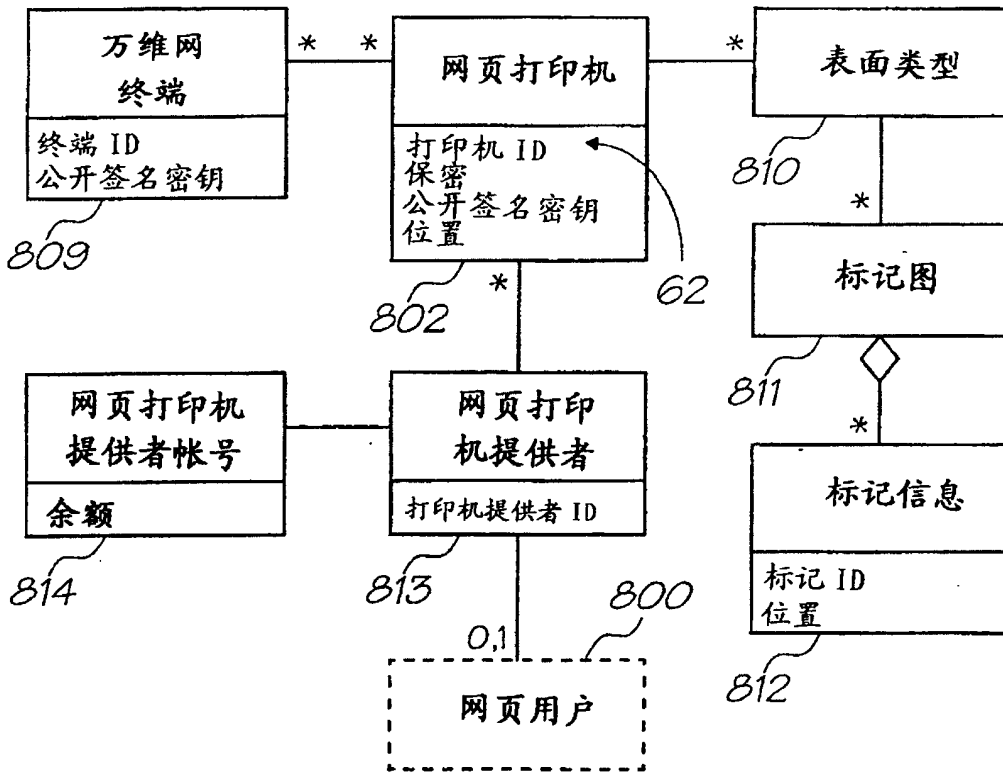 万维网
终端
终端 ID
公开签名密钥
809
*
*
网页打印机
打印机 ID
保密
公开签名密钥
位置
62
802
*
*
表面类型
810
*
*
标记图
811
*
标记信息
标记 ID
位置
812
网页打印机
提供者帐号
余额
814
网页打印
机提供者
打印机提供者 ID
813
0,1
800
网页用户